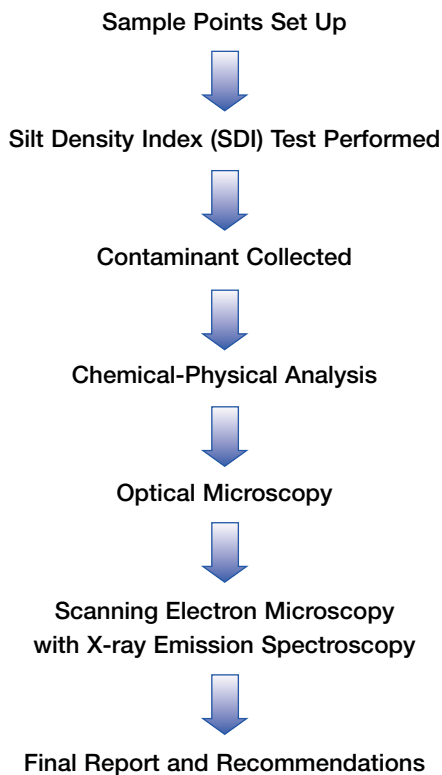 Sample Points Set Up
Silt Density Index (SDI) Test Performed
Contaminant Collected
Chemical-Physical Analysis
Optical Microscopy
Scanning Electron Microscopy
with X-ray Emission Spectroscopy
Final Report and Recommendations